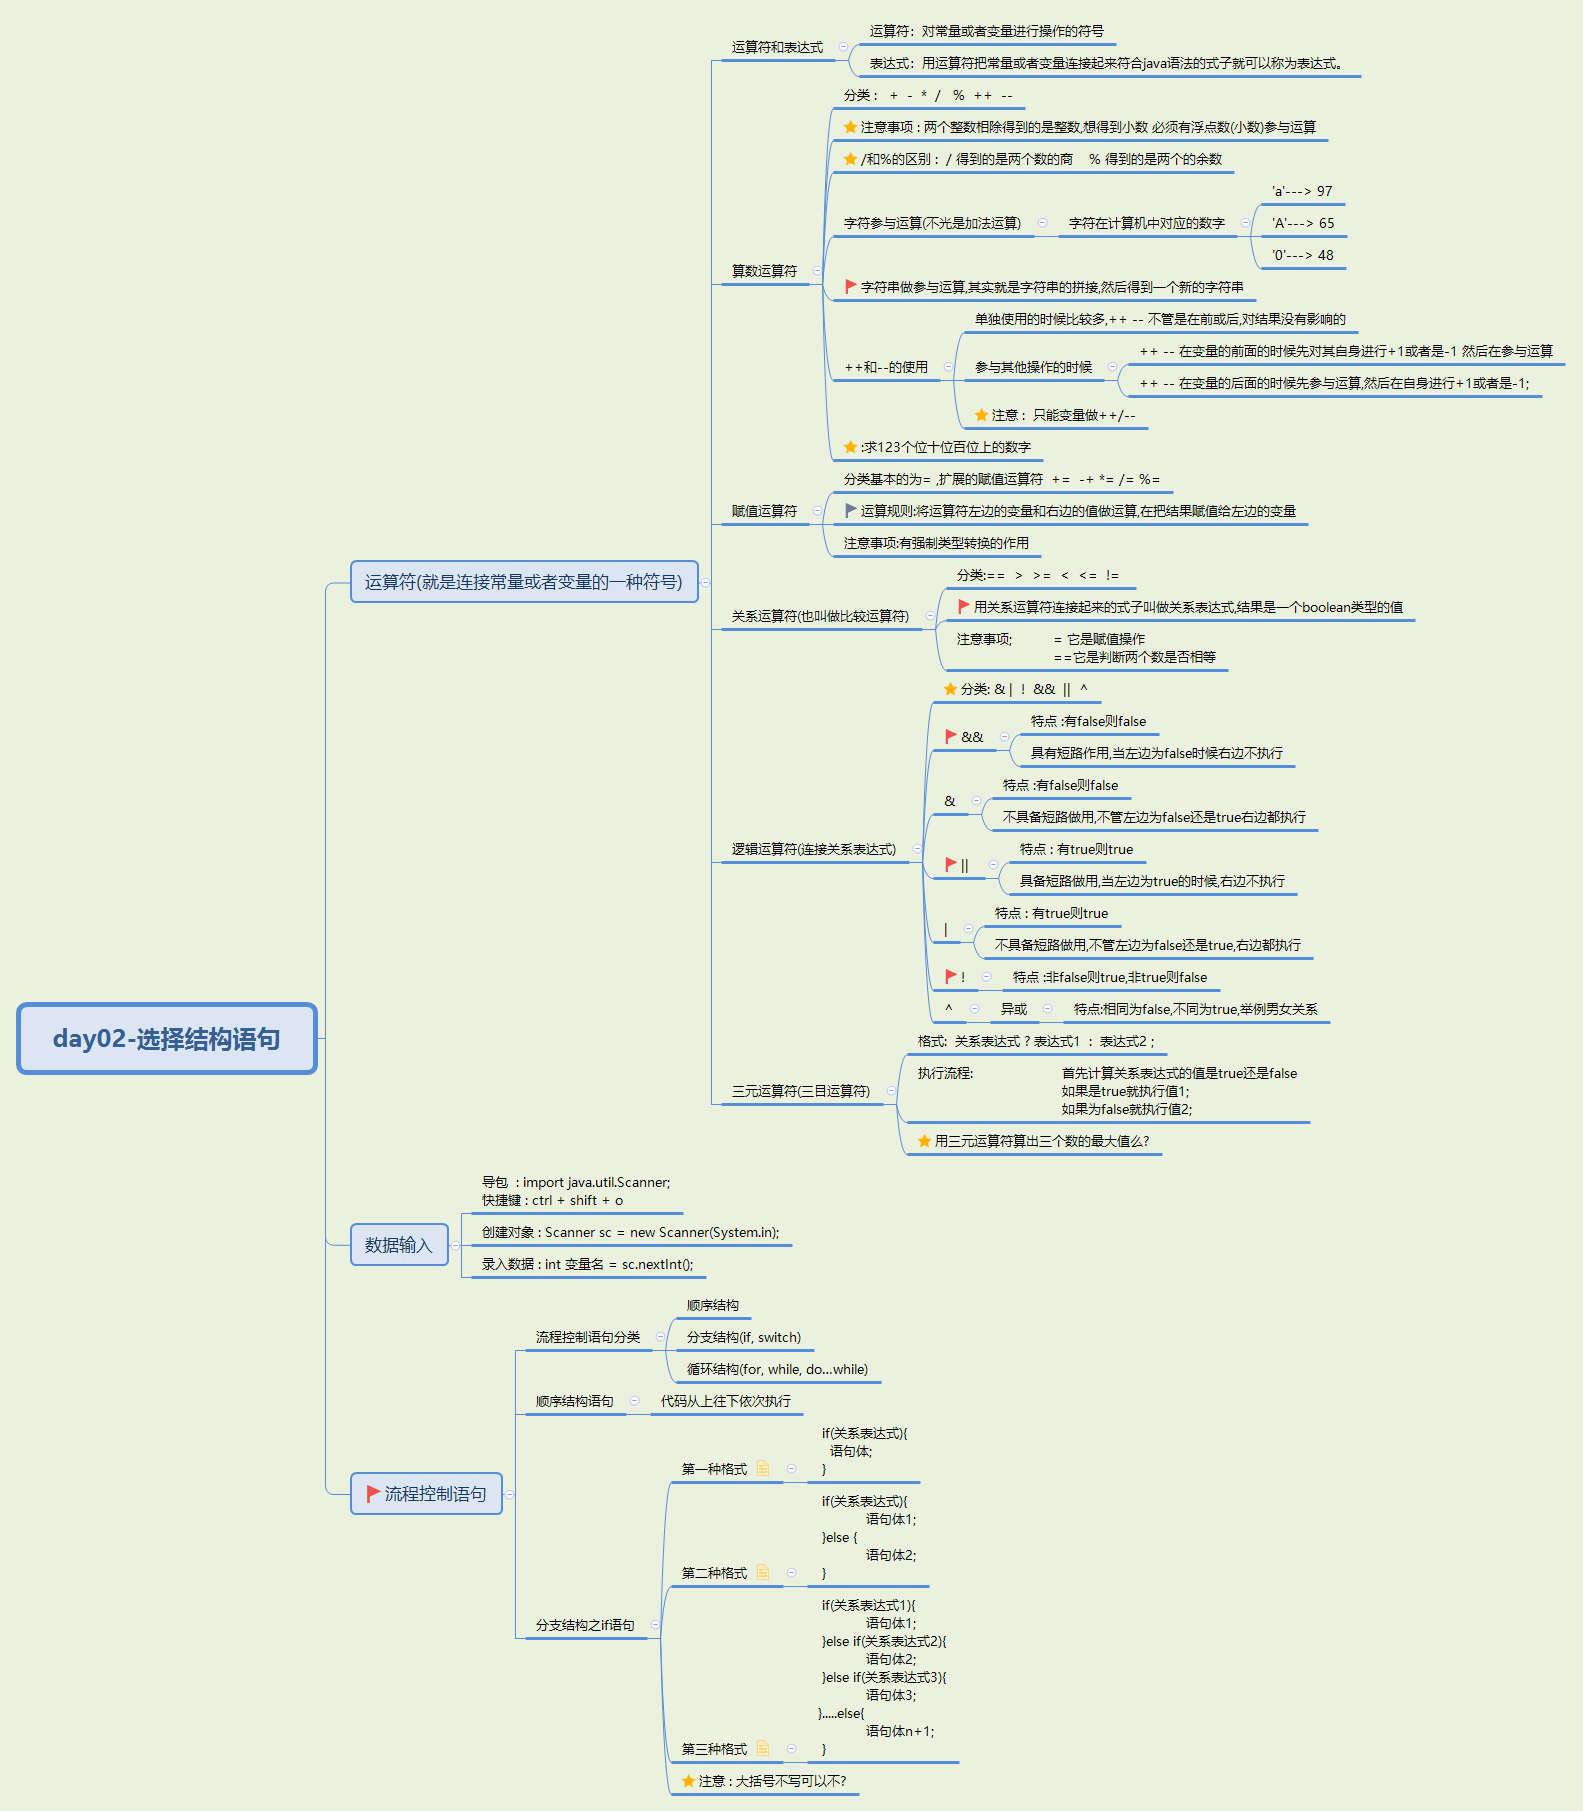 day02-选择结构语句
运算符(就是连接常量或者变量的一种符号)
运算符和表达式
运算符：对常量或者变量进行操作的符号
表达式：用运算符把常量或者变量连接起来符合java语法的式子就可以称为表达式。
算数运算符
分类： + - * / % ++ --
注意事项 : 两个整数相除得到的是整数,想得到小数 必须有浮点数(小数)参与运算
/和%的区别 : / 得到的是两个数的商 % 得到的是两个的余数
字符参与运算(不光是加法运算)
字符在计算机中对应的数字
'a'---> 97
'A'---> 65
'0'---> 48
字符串做参与运算,其实就是字符串的拼接,然后得到一个新的字符串
++和--的使用
单独使用的时候比较多,++ -- 不管是在前或后,对结果没有影响的
参与其他操作的时候
++ -- 在变量的前面的时候先对其自身进行+1或者是-1 然后在参与运算
++ -- 在变量的后面的时候先参与运算,然后在自身进行+1或者是-1;
注意 : 只能变量做++/--
:求123个位十位百位上的数字
赋值运算符
分类基本的为= ,扩展的赋值运算符 += -+ *= /= %=
运算规则:将运算符左边的变量和右边的值做运算,在把结果赋值给左边的变量
注意事项:有强制类型转换的作用
关系运算符(也叫做比较运算符)
分类:== > >= < <= !=
用关系运算符连接起来的式子叫做关系表达式,结果是一个boolean类型的值
注意事项; = 它是赋值操作
==它是判断两个数是否相等
逻辑运算符(连接关系表达式)
分类: & | ! && || ^
&&
特点 :有false则false
具有短路作用,当左边为false时候右边不执行
&
特点 :有false则false
不具备短路做用,不管左边为false还是true右边都执行
||
特点 : 有true则true
具备短路做用,当左边为true的时候,右边不执行
|
特点 : 有true则true
不具备短路做用,不管左边为false还是true,右边都执行
!
特点 :非false则true,非true则false
^
异或
特点:相同为false,不同为true,举例男女关系
三元运算符(三目运算符)
格式: 关系表达式 ? 表达式1 : 表达式2 ;
执行流程: 首先计算关系表达式的值是true还是false
如果是true就执行值1;
如果为false就执行值2;
用三元运算符算出三个数的最大值么?
数据输入
导包 : import java.util.Scanner;
快捷键 : ctrl + shift + o
创建对象 : Scanner sc = new Scanner(System.in);
录入数据 : int 变量名 = sc.nextInt();
流程控制语句
流程控制语句分类
顺序结构
分支结构(if, switch)
循环结构(for, while, do...while)
顺序结构语句
代码从上往下依次执行
分支结构之if语句
第一种格式
if(关系表达式){
语句体;
}
第二种格式
if(关系表达式){
语句体1;
}else {
语句体2;
}
第三种格式
if(关系表达式1){
语句体1;
}else if(关系表达式2){
语句体2;
}else if(关系表达式3){
语句体3;
}.....else{
语句体n+1;
}
注意 : 大括号不写可以不?